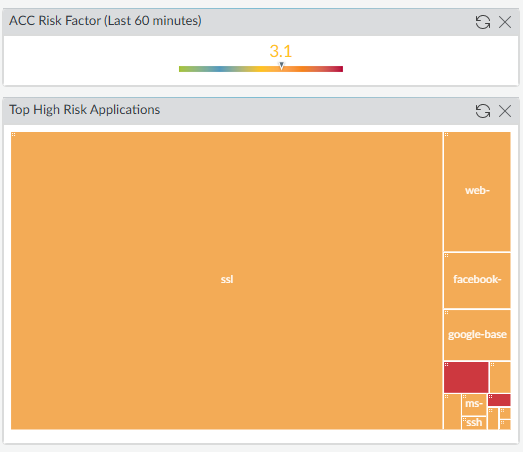 ACC Risk Factor (Last 60 minutes)
3.1
Top High Risk Applications
ssl
web-
facebook-
google-base
ms-
ssh